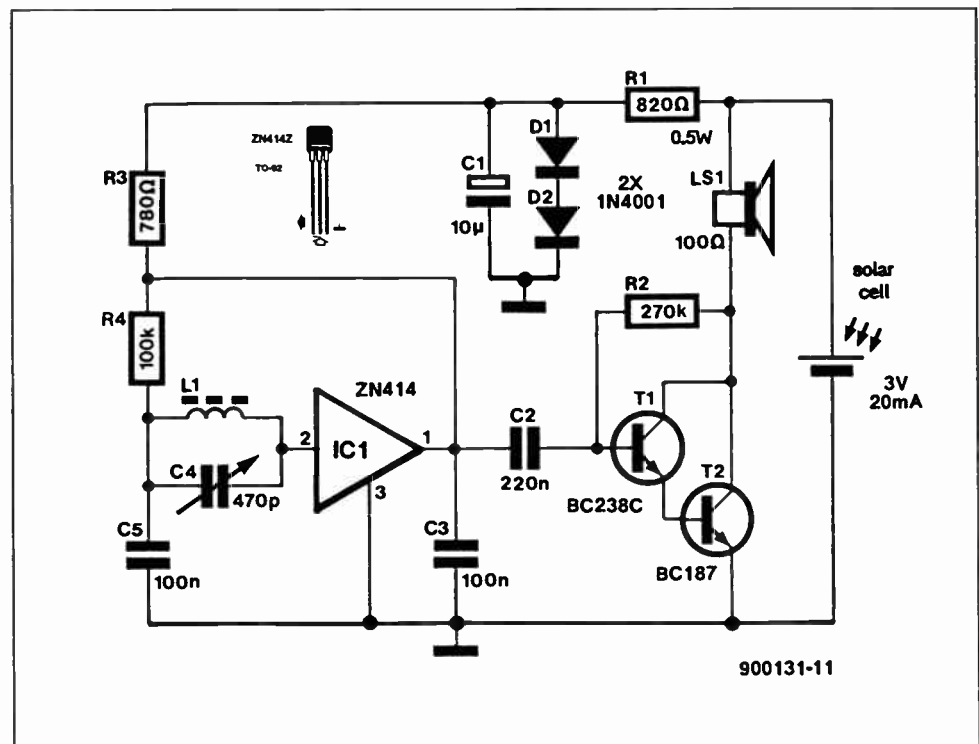 R1
820Ω
0.5W
ZN414Z
TO-92
D1
C1
D2
2X
1N4001
10µ
LS1
100Ω
R3
780Ω
solar
cell
R2
270k
R4
100k
L1
ZN414
3V
20mA
C2
T1
2
IC1
1
C4
470p
3
220n
T2
BC238C
C5
100n
C3
100n
BC187
900131-11